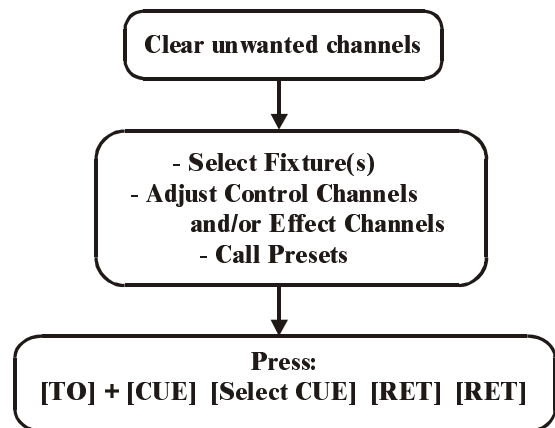 Clear unwanted channels
- Select Fixture(s)
- Adjust Control Channels
and/or Effect Channels
- Call Presets
Press:
[TO] + [CUE] [Select CUE] [RET] [RET]